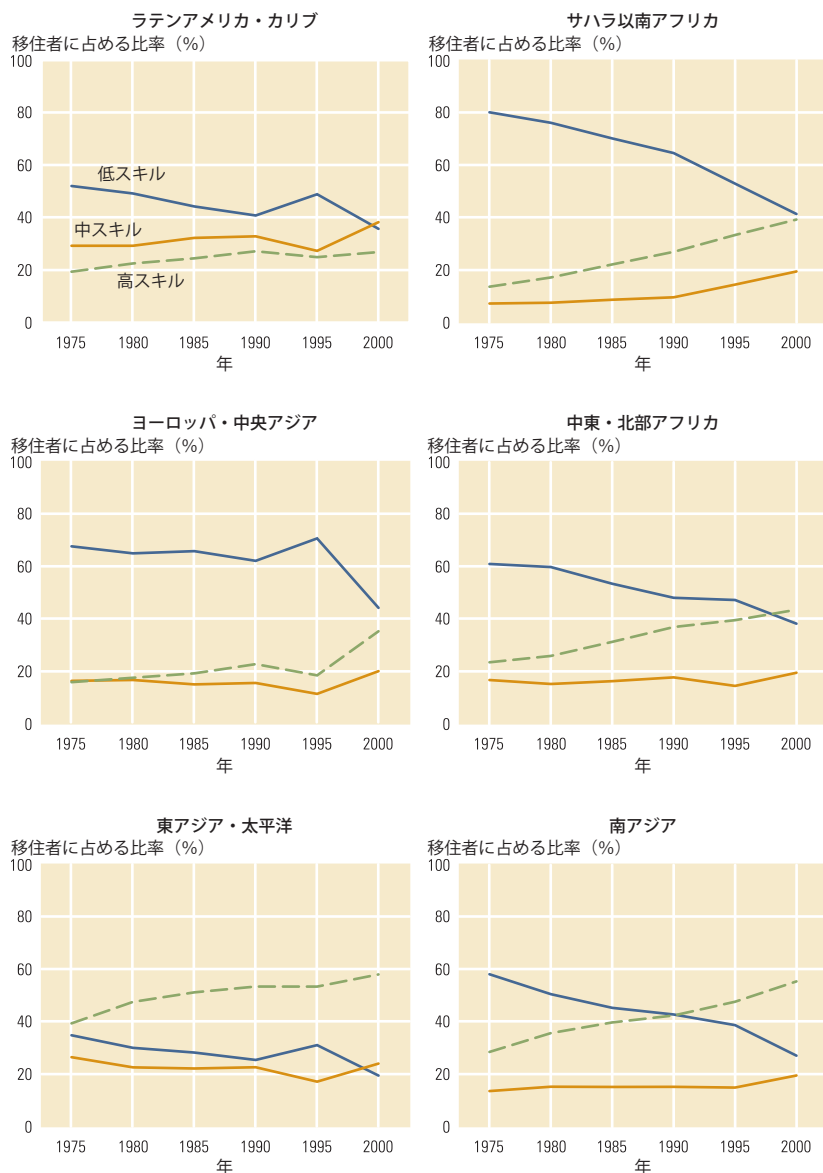 ラテンアメリカ・カリブ
移住者に占める比率（%）
100
80
60
40
20
0
低スキル
中スキル
高スキル
1975 1980 1985 1990 1995 2000
年
サハラ以南アフリカ
移住者に占める比率（%）
100
80
60
40
20
0
1975 1980 1985 1990 1995 2000
年
ヨーロッパ・中央アジア
移住者に占める比率（%）
100
80
60
40
20
0
1975 1980 1985 1990 1995 2000
年
中東・北部アフリカ
移住者に占める比率（%）
100
80
60
40
20
0
1975 1980 1985 1990 1995 2000
年
東アジア・太平洋
移住者に占める比率（%）
100
80
60
40
20
0
1975 1980 1985 1990 1995 2000
年
南アジア
移住者に占める比率（%）
100
80
60
40
20
0
1975 1980 1985 1990 1995 2000
年